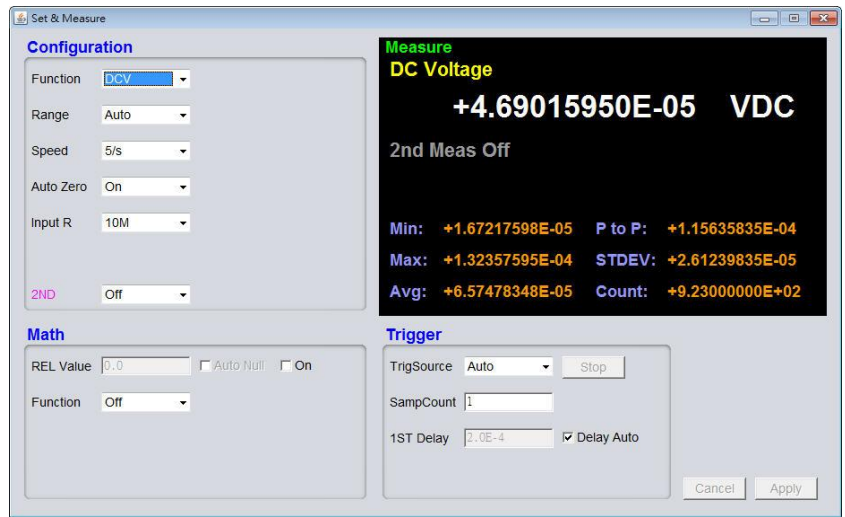 Set & Measure
Configuration
Function DCV
Range Auto
Speed 5/s
Auto Zero On
Input R 10M
2ND Off
Measure
DC Voltage
+4.69015950E-05 VDC
2nd Meas Off
Min: +1.67217598E-05 P to P: +1.15635835E-04
Max: +1.32357595E-04 STDEV: +2.61239835E-05
Avg: +6.57478348E-05 Count: +9.23000000E+02
Math
REL Value 0.0 Auto Null On
Function Off
Trigger
TrigSource Auto Stop
SampCount 1
1ST Delay 2.0E-4 Delay Auto
Cancel Apply